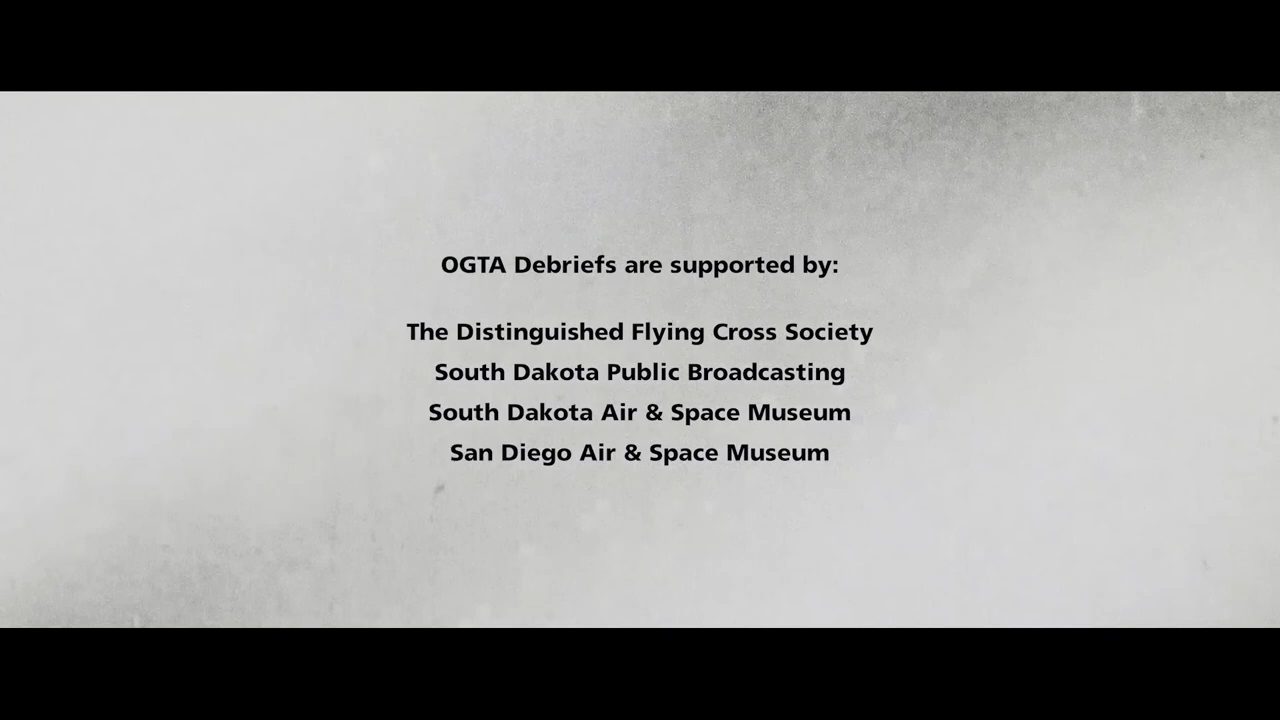 OGTA Debriefs are supported by:
The Distinguished Flying Cross Society
South Dakota Public Broadcasting
South Dakota Air & Space Museum
San Diego Air & Space Museum